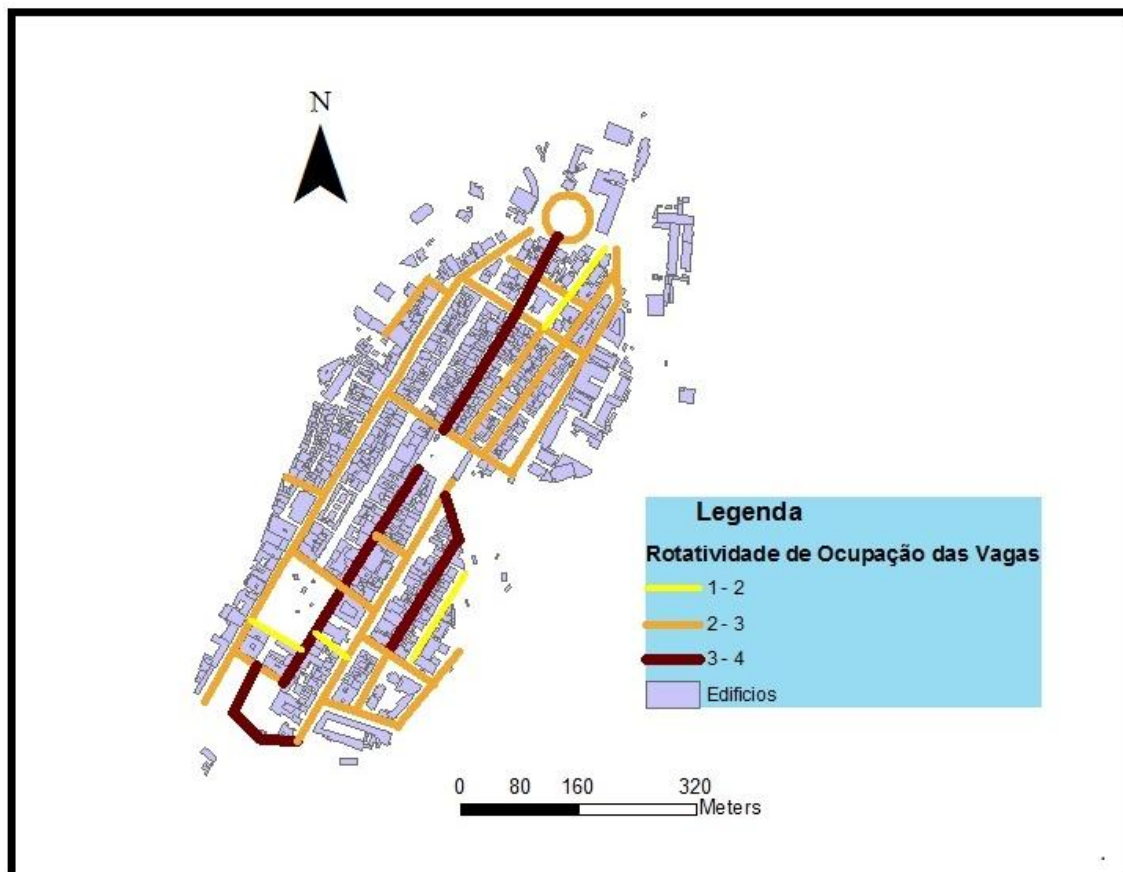 N
Legenda
Rotatividade de Ocupação das Vagas
1 - 2
2 - 3
3 - 4
Edificios
0 80 160 320
Meters